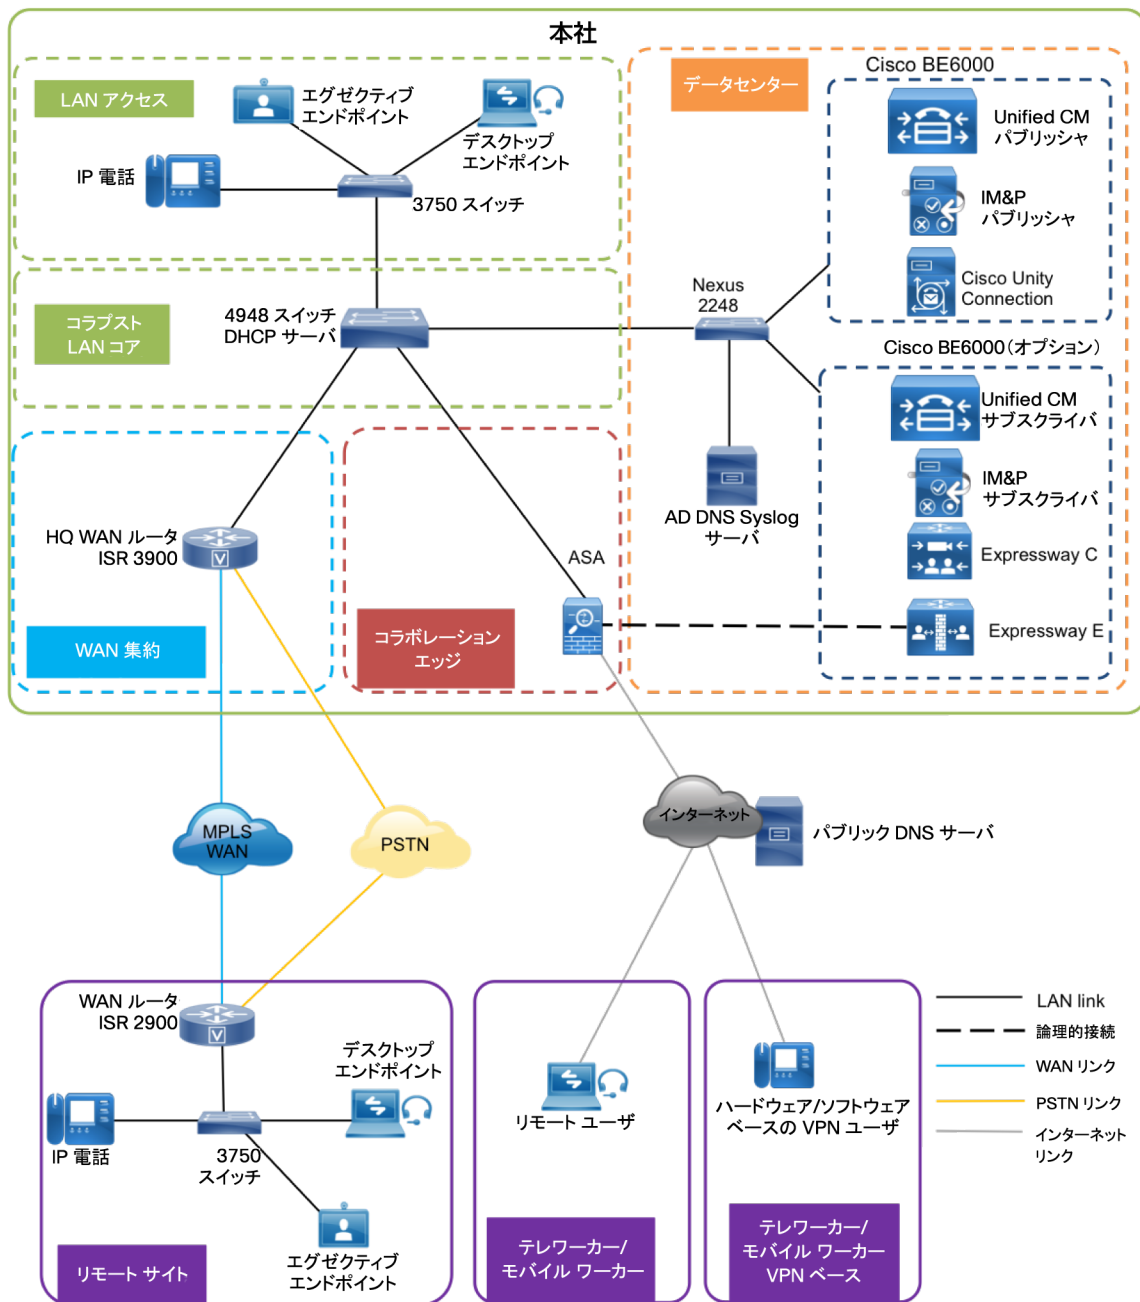 本社
LAN アクセス
エグゼクティブ
エンドポイント
デスクトップ
エンドポイント
IP 電話
3750 スイッチ
データセンター
Cisco BE6000
Unified CM
パブリッシャ
IM&P
パブリッシャ
Cisco Unity
Connection
コラプスト
LAN コア
4948 スイッチ
DHCP サーバ
Nexus
2248
Cisco BE6000（オプション）
Unified CM
サブスクライバ
IM&P
サブスクライバ
Expressway C
Expressway E
AD DNS Syslog
サーバ
HQ WAN ルータ
ISR 3900
V
WAN 集約
ASA
コラボレーション
エッジ
MPLS
WAN
PSTN
インターネット
パブリック DNS サーバ
WAN ルータ
ISR 2900
V
デスクトップ
エンドポイント
IP 電話
3750
スイッチ
エグゼクティブ
エンドポイント
リモート サイト
リモート ユーザ
テレワーカー/
モバイル ワーカー
ハードウェア/ソフトウェア
ベースの VPN ユーザ
テレワーカー/
モバイル ワーカー
VPN ベース
LAN link
論理的接続
WAN リンク
PSTN リンク
インターネット
リンク